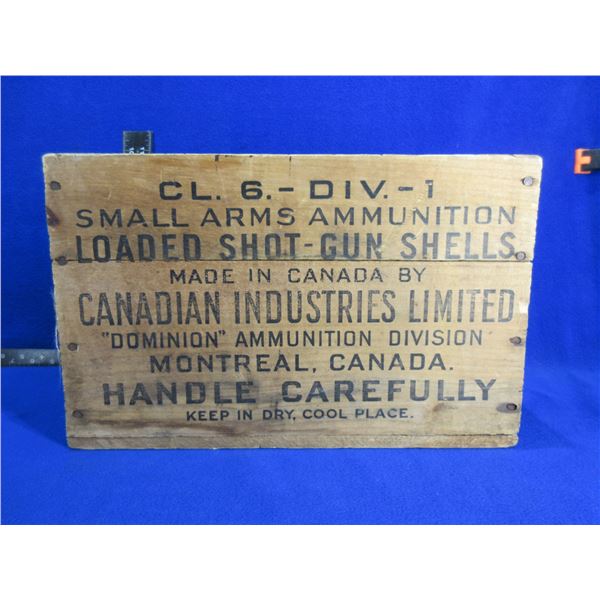 CL. 6.-DIV.-1
SMALL ARMS AMMUNITION
LOADED SHOT-GUN SHELLS
MADE IN CANADA BY
CANADIAN INDUSTRIES LIMITED
"DOMINION" AMMUNITION DIVISION
MONTREAL, CANADA.
HANDLE CAREFULLY
KEEP IN DRY, COOL PLACE.